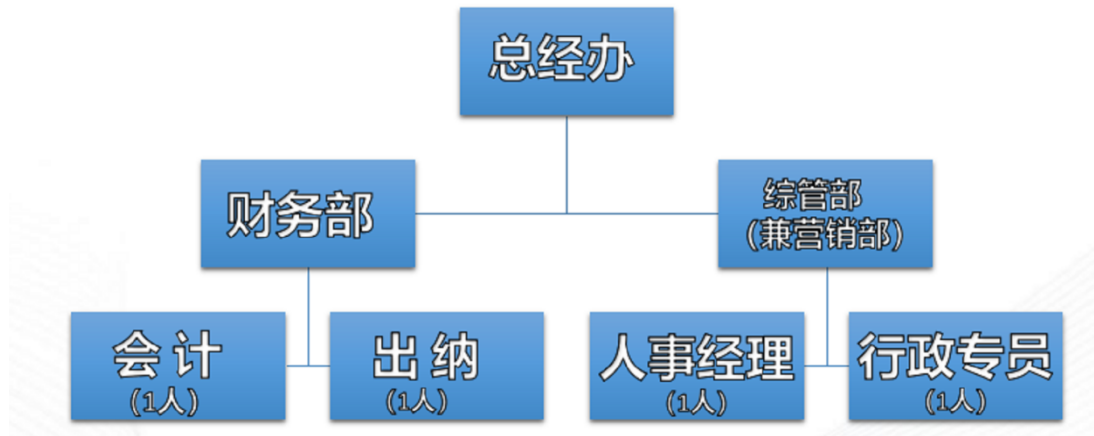 总经办
财务部
综管部
(兼营销部)
会计
(1人)
出纳
(1人)
人事经理
(1人)
行政专员
(1人)